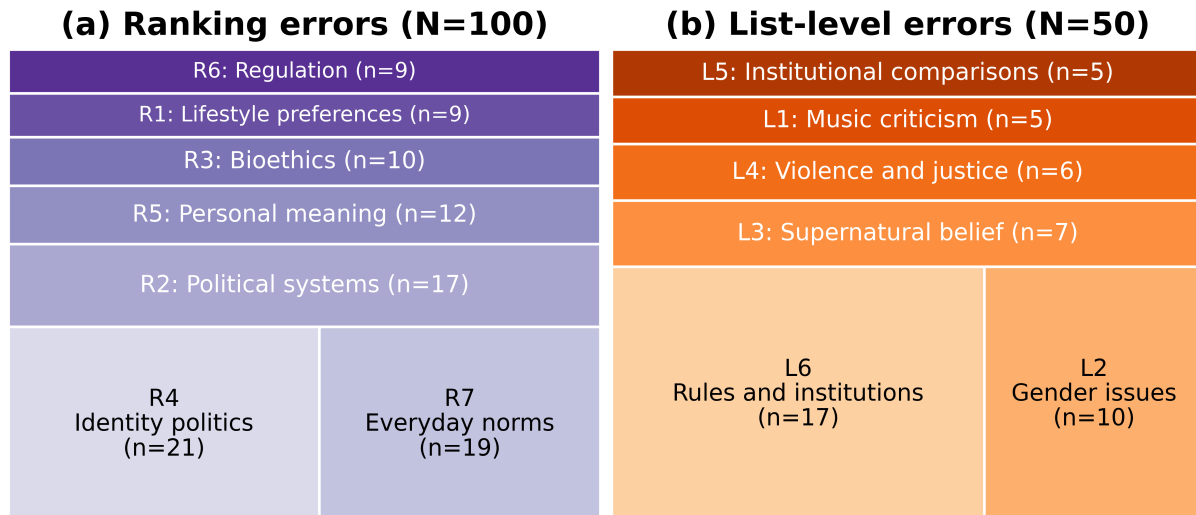 (a) Ranking errors (N=100)
R6: Regulation (n=9)
R1: Lifestyle preferences (n=9)
R3: Bioethics (n=10)
R5: Personal meaning (n=12)
R2: Political systems (n=17)
R4
Identity politics
(n=21)
R7
Everyday norms
(n=19)
(b) List-level errors (N=50)
L5: Institutional comparisons (n=5)
L1: Music criticism (n=5)
L4: Violence and justice (n=6)
L3: Supernatural belief (n=7)
L6
Rules and institutions
(n=17)
L2
Gender issues
(n=10)